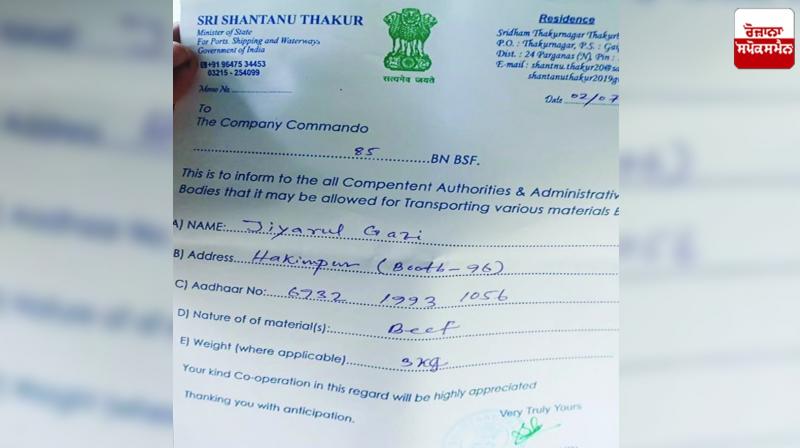 SRI SHANTANU THAKUR
Minister of State
For Ports, Shipping and Waterways
Government of India
+91 96475 34453
03215 - 254099
Memo No
सत्यमेव जयते
Residence
Sridham Thakurnagar Thakurb
P.O. : Thakurnagar, P.S. : Gai
Dist. : 24 Parganas (N), Pin :
E-mail : shantnu.thakur20@sa
shantanuthakur2019@
Date 02/07
ਰੋਜ਼ਾਨਾ
ਸਪੋਕਸਮੈਨ
To
The Company Commando
85 BN BSF.
This is to inform to the all Compentent Authorities & Administrativ
Bodies that it may be allowed for Transporting various materials B
A) NAME: Jiyarul Gazi
B) Address Hakimpur (Booth-96)
C) Aadhaar No: 6932 1993 1056
D) Nature of of material(s): Beef
E) Weight (where applicable) 3 kg
Your kind Co-operation in this regard will be highly appreciated
Thanking you with anticipation.
Very Truly Yours